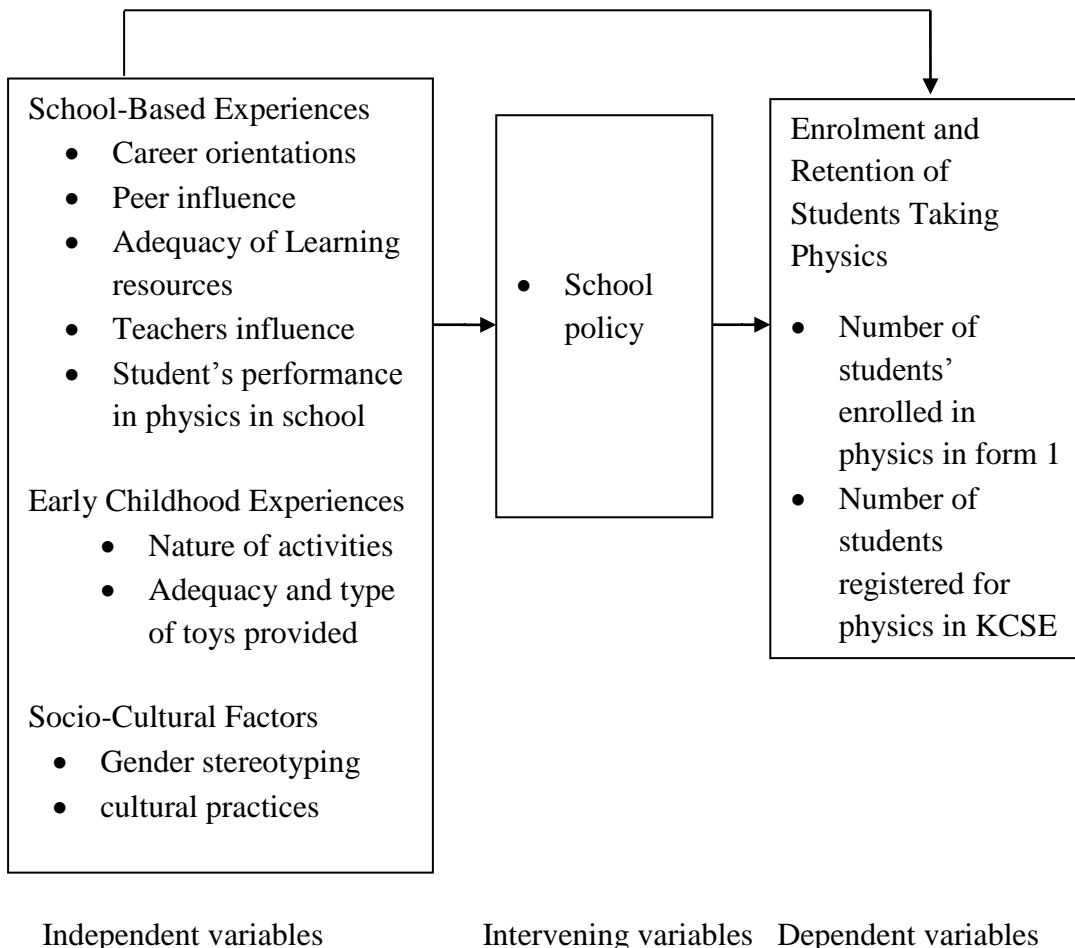 School-Based Experiences
• Career orientations
• Peer influence
• Adequacy of Learning
resources
• Teachers influence
• Student’s performance
in physics in school
Early Childhood Experiences
• Nature of activities
• Adequacy and type
of toys provided
Socio-Cultural Factors
• Gender stereotyping
• cultural practices
• School
policy
Enrolment and
Retention of
Students Taking
Physics
• Number of
students’
enrolled in
physics in form 1
• Number of
students
registered for
physics in KCSE
Independent variables
Intervening variables
Dependent variables